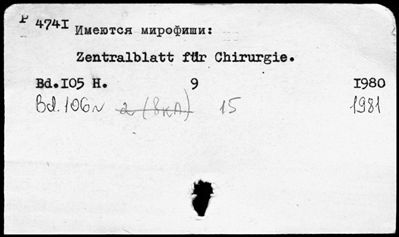 P 4741 Имеются мирофиши:
Zentralblatt für Chirurgie.
Bd.105 H. 9 1980
Bd.106 N 2 (8кл) 15 1981